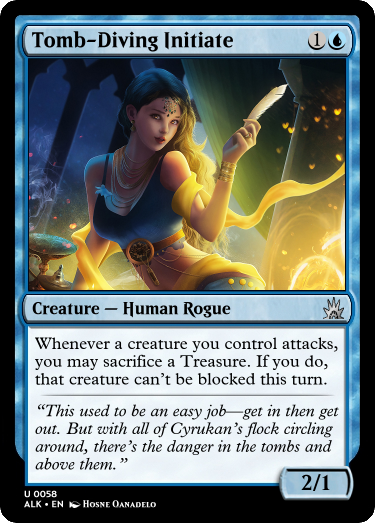 Tomb-Diving Initiate 1
Creature — Human Rogue
Whenever a creature you control attacks,
you may sacrifice a Treasure. If you do,
that creature can't be blocked this turn.
“This used to be an easy job—get in then get
out. But with all of Cyrukan's flock circling
around, there's the danger in the tombs and
above them.”
2/1
U 0058
ALK • EN Hosne Qanadelo